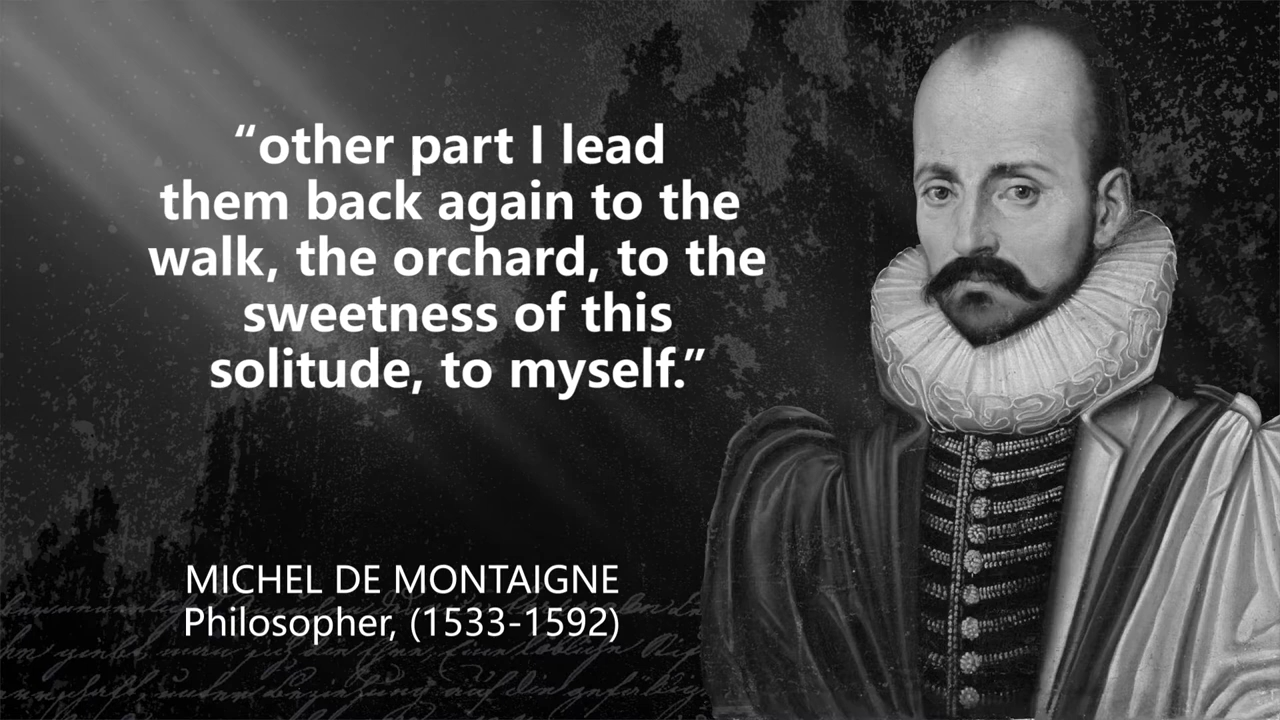 “other part I lead
them back again to the
walk, the orchard, to the
sweetness of this
solitude, to myself.”
MICHEL DE MONTAIGNE
Philosopher, (1533-1592)